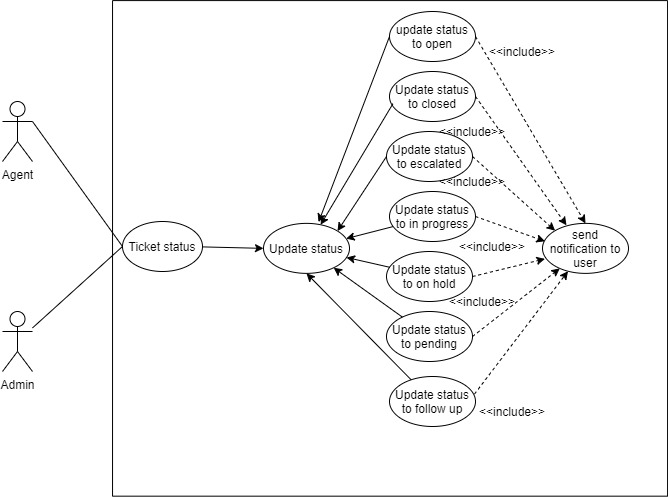 update status
to open
<<include>>
Update status
to closed
<<include>>
Update status
to escalated
<<include>>
Agent
Update status
to in progress
Ticket status
Update status
<<include>>
send
notification to
user
Update status
to on hold
<<include>>
Update status
to pending
Admin
Update status
to follow up
<<include>>